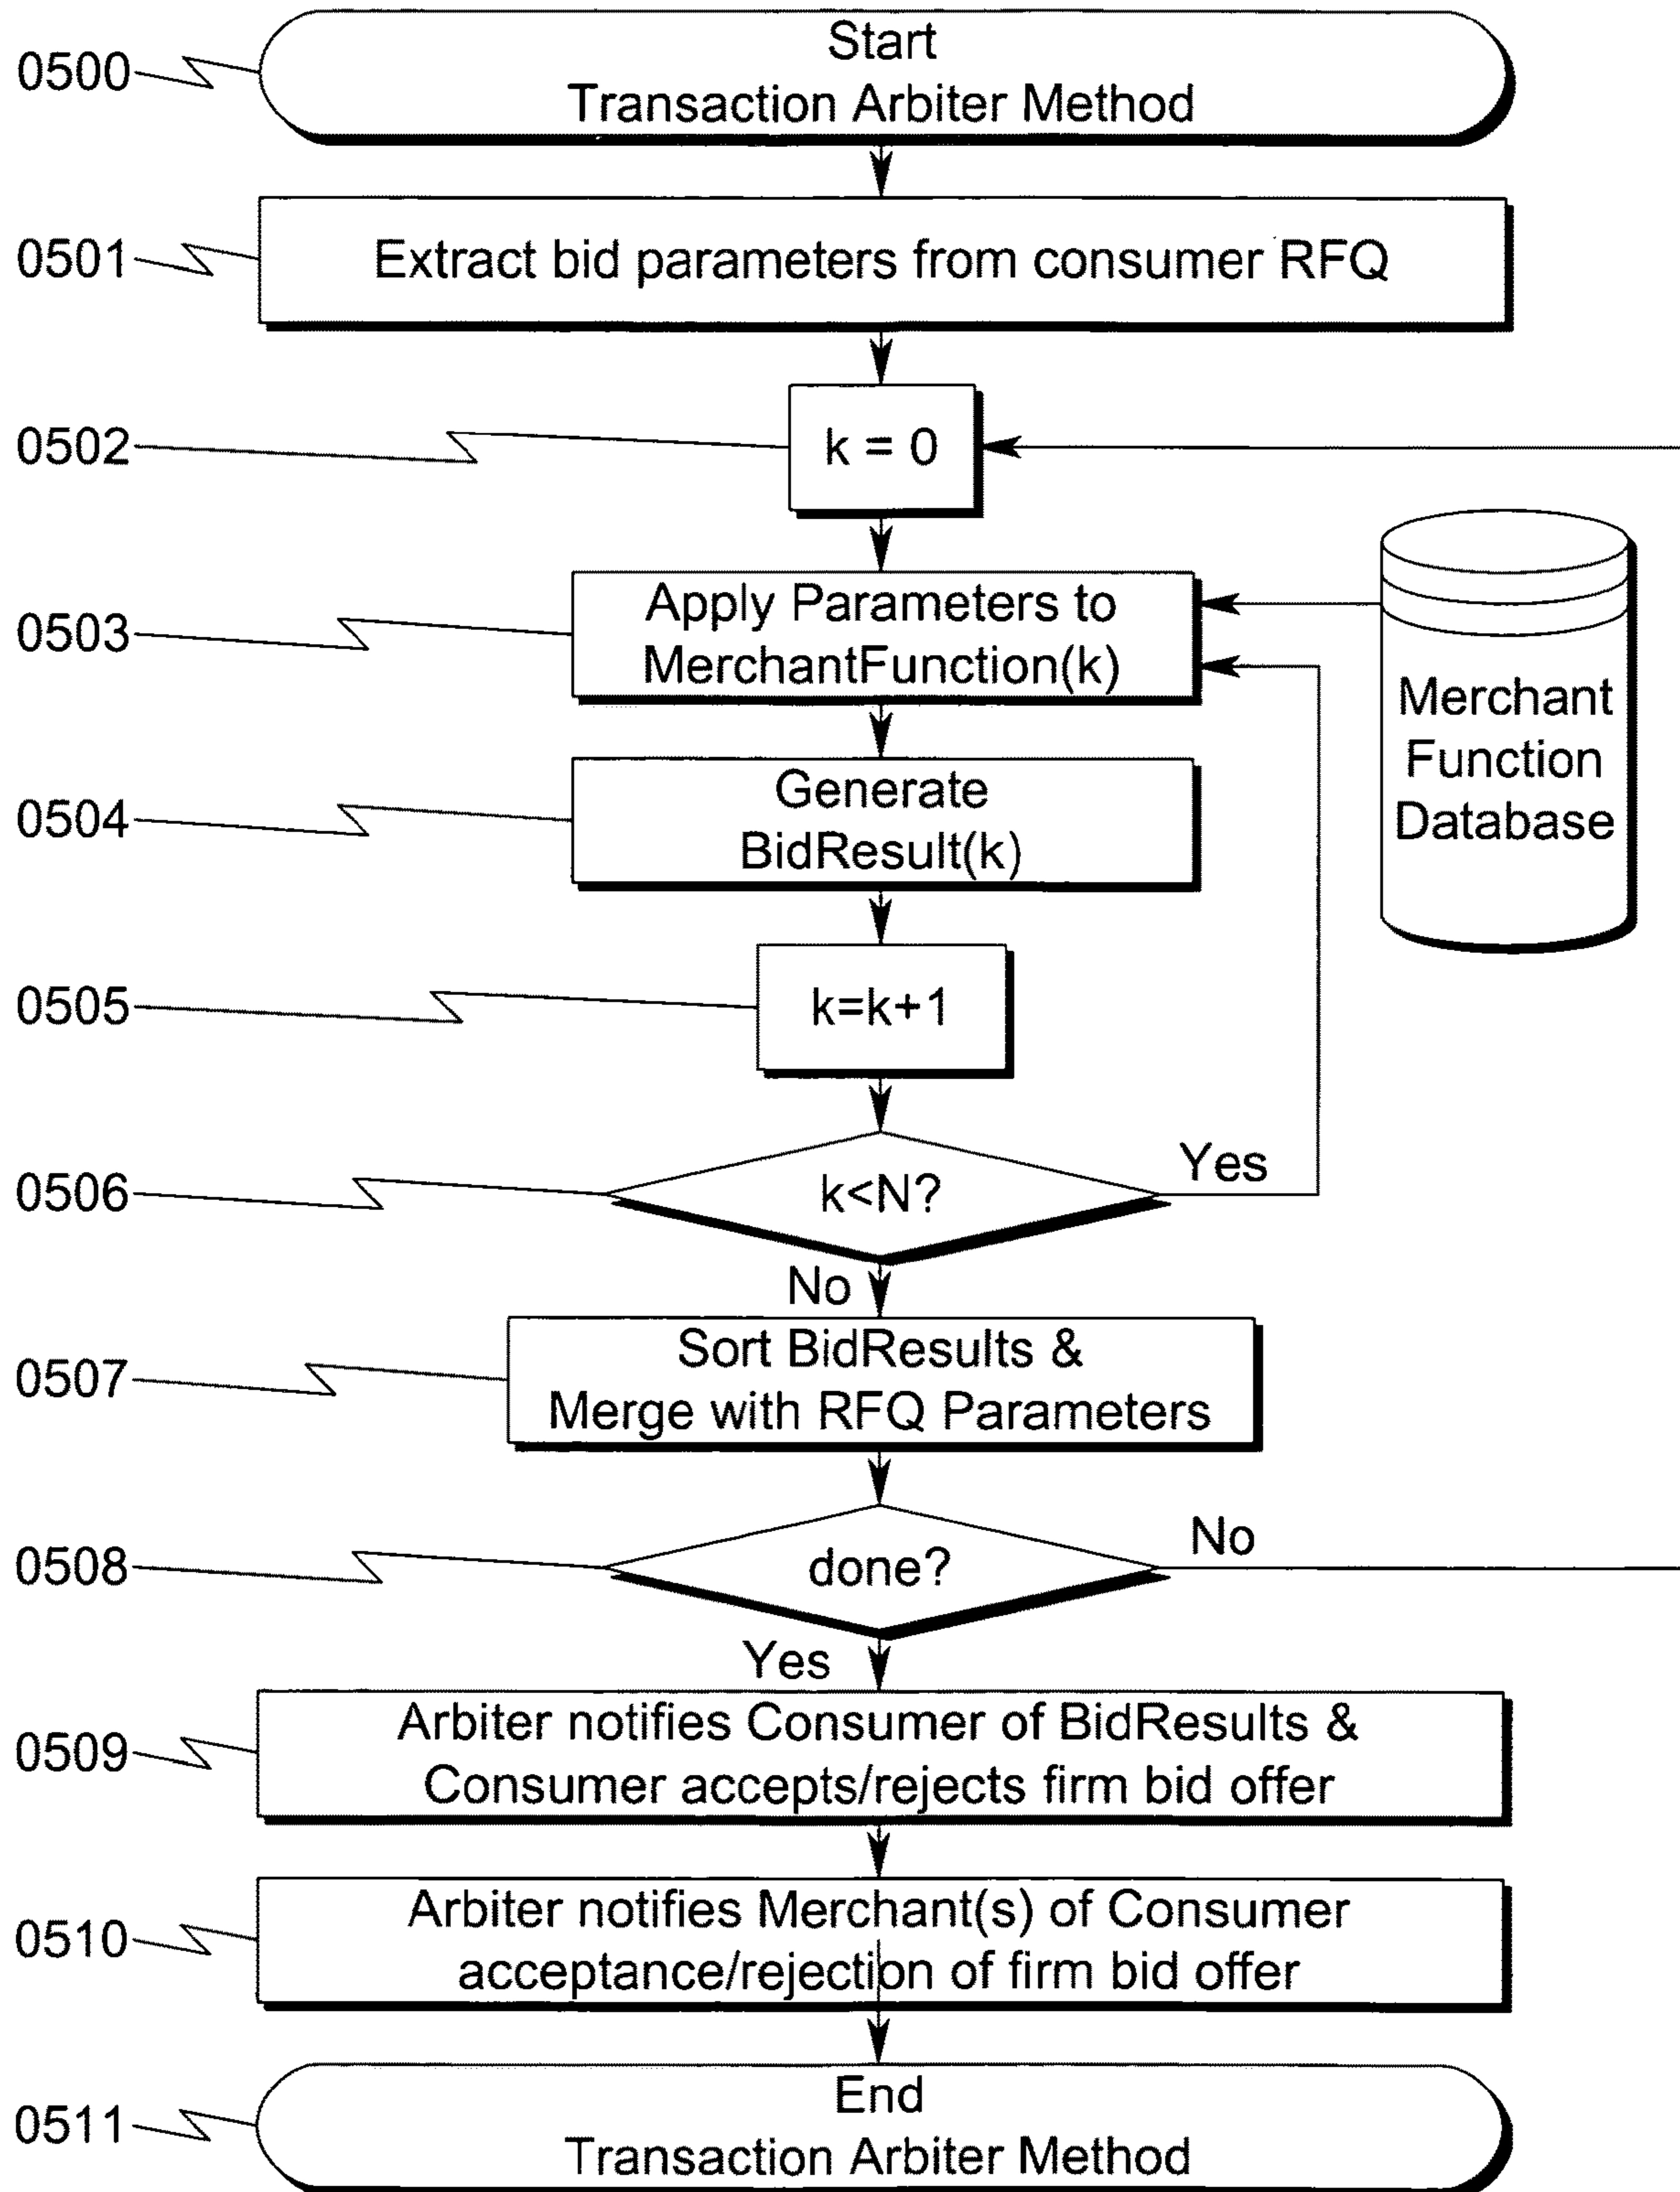 0500
Start
Transaction Arbiter Method
0501
Extract bid parameters from consumer RFQ
0502
k = 0
0503
Apply Parameters to
MerchantFunction(k)
Merchant
Function
Database
0504
Generate
BidResult(k)
0505
k=k+1
0506
k<N?
Yes
No
0507
Sort BidResults &
Merge with RFQ Parameters
0508
done?
No
Yes
0509
Arbiter notifies Consumer of BidResults &
Consumer accepts/rejects firm bid offer
0510
Arbiter notifies Merchant(s) of Consumer
acceptance/rejection of firm bid offer
0511
End
Transaction Arbiter Method